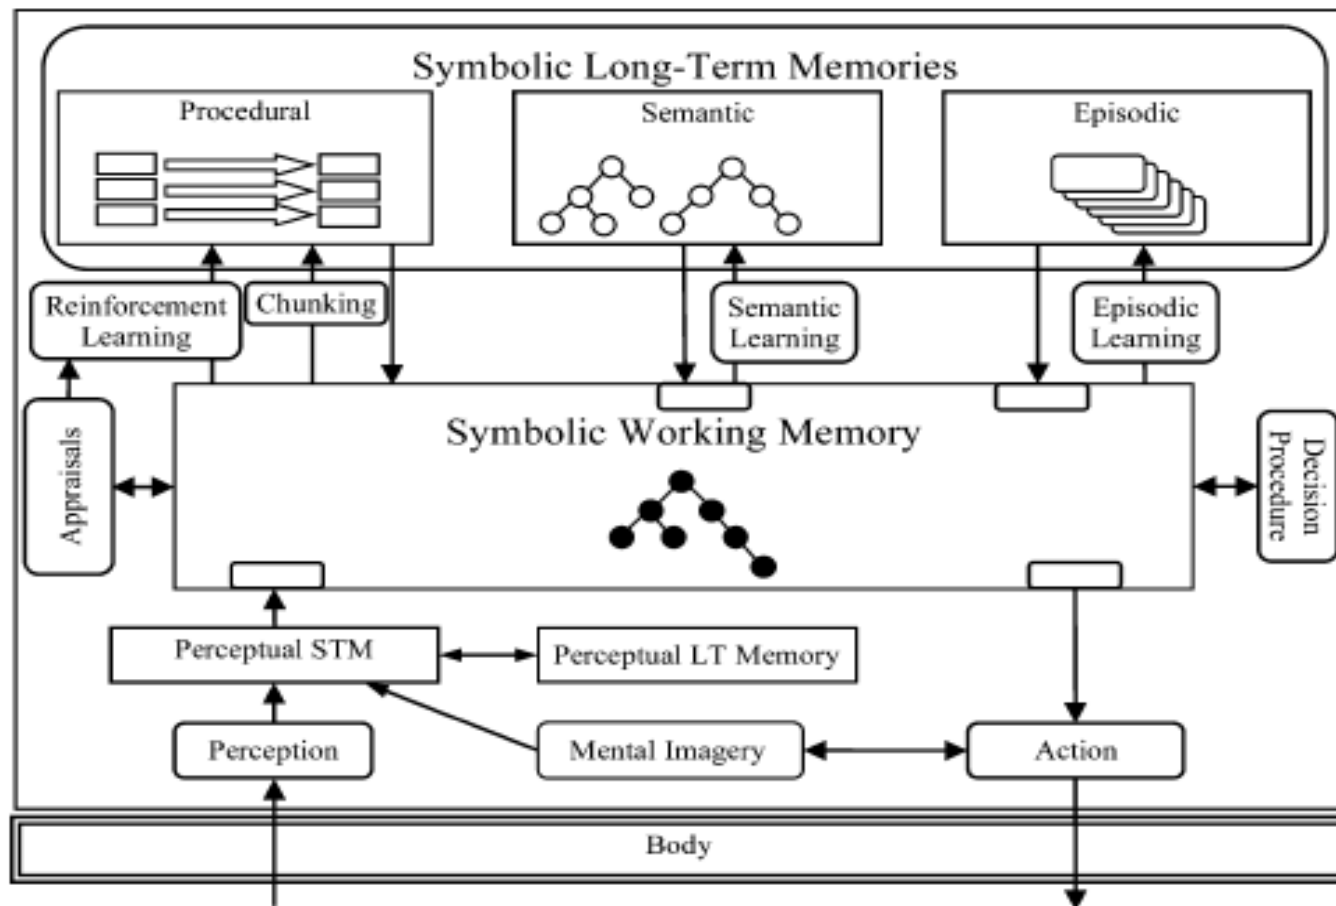 Symbolic Long-Term Memories
Procedural
Semantic
Episodic
Reinforcement
Learning
Chunking
Semantic
Learning
Episodic
Learning
Symbolic Working Memory
Appraisals
Decision
Procedure
Perceptual STM
Perceptual LT Memory
Perception
Mental Imagery
Action
Body